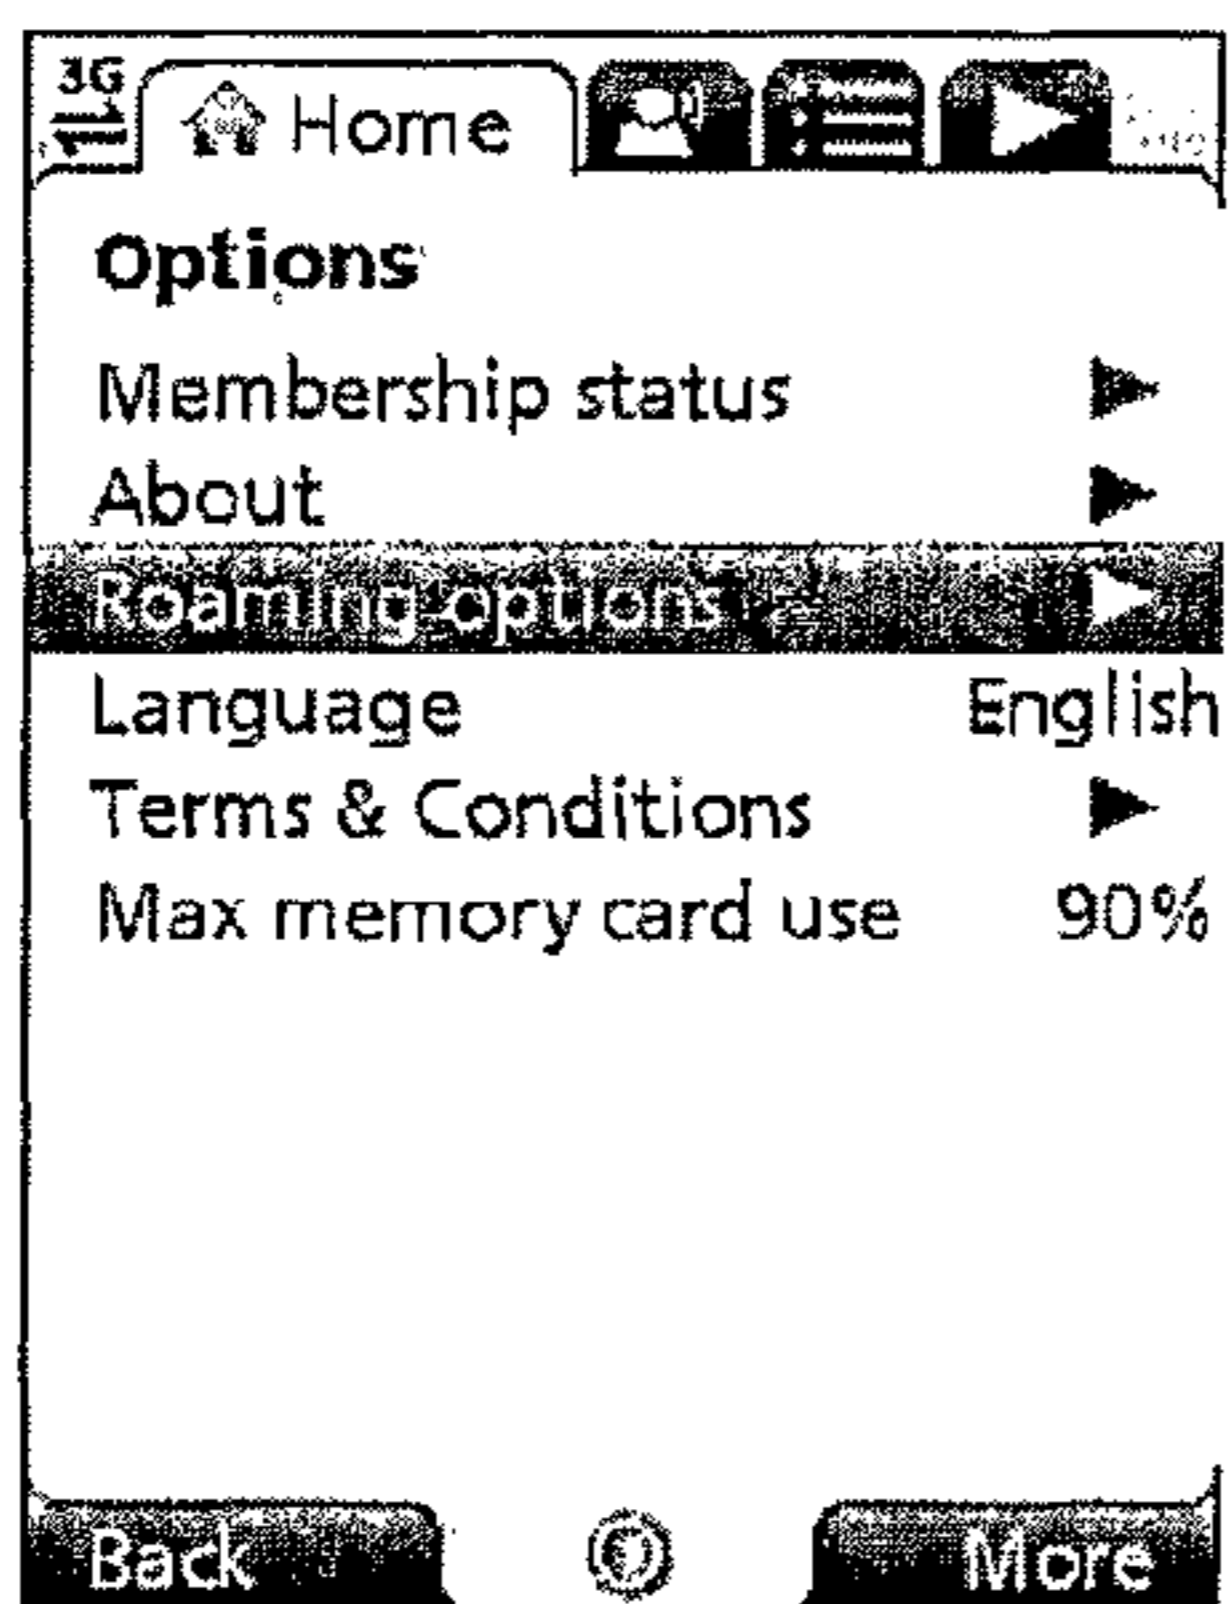 3G
Home
Options
Membership status
About
Roaming options
Language English
Terms & Conditions
Max memory card use 90%
Back More